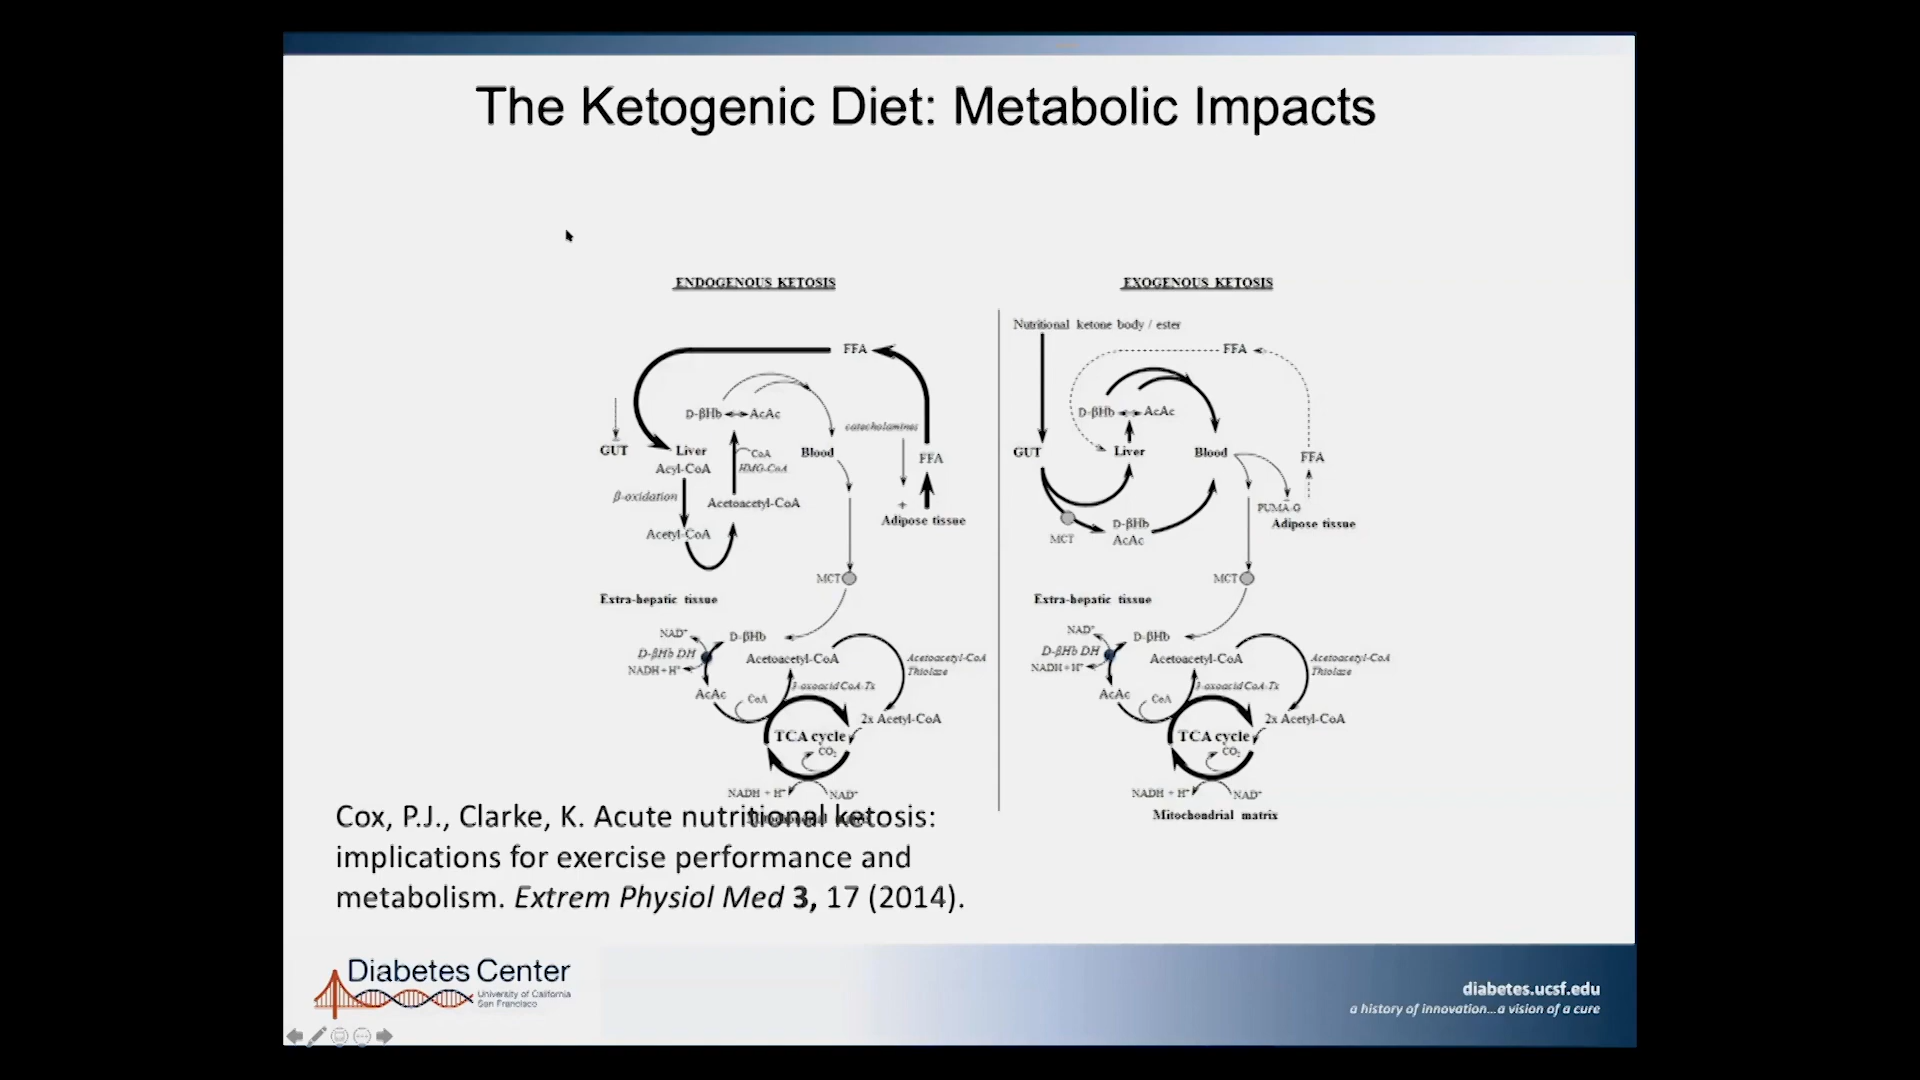 The Ketogenic Diet: Metabolic Impacts
ENDOGENOUS KETOSIS
FFA
D-βHb
AcAc
catecholamines
GUT
Liver
CoA
Blood
FFA
Acyl-CoA
HMG-CoA
β-oxidation
Acetoacetyl-CoA
+
Adipose tissue
Acetyl-CoA
MCT
Extra-hepatic tissue
NAD⁺
D-βHb
D-βHb DH
Acetoacetyl-CoA
Acetoacetyl-CoA
Thiolase
NADH + H⁺
3-oxoacid CoA-Tx
AcAc
CoA
2x Acetyl-CoA
TCA cycle
CO₂
NADH + H⁺
NAD⁺
EXOGENOUS KETOSIS
Nutritional ketone body / ester
FFA
D-βHb
AcAc
GUT
Liver
Blood
FFA
PUMA-G
Adipose tissue
MCT
D-βHb
AcAc
MCT
Extra-hepatic tissue
NAD⁺
D-βHb
D-βHb DH
Acetoacetyl-CoA
Acetoacetyl-CoA
Thiolase
NADH + H⁺
3-oxoacid CoA-Tx
AcAc
CoA
2x Acetyl-CoA
TCA cycle
CO₂
NADH + H⁺
NAD⁺
Mitochondrial matrix
Cox, P.J., Clarke, K. Acute nutritional ketosis:
implications for exercise performance and
metabolism. Extrem Physiol Med 3, 17 (2014).
Diabetes Center
University of California
San Francisco
diabetes.ucsf.edu
a history of innovation...a vision of a cure